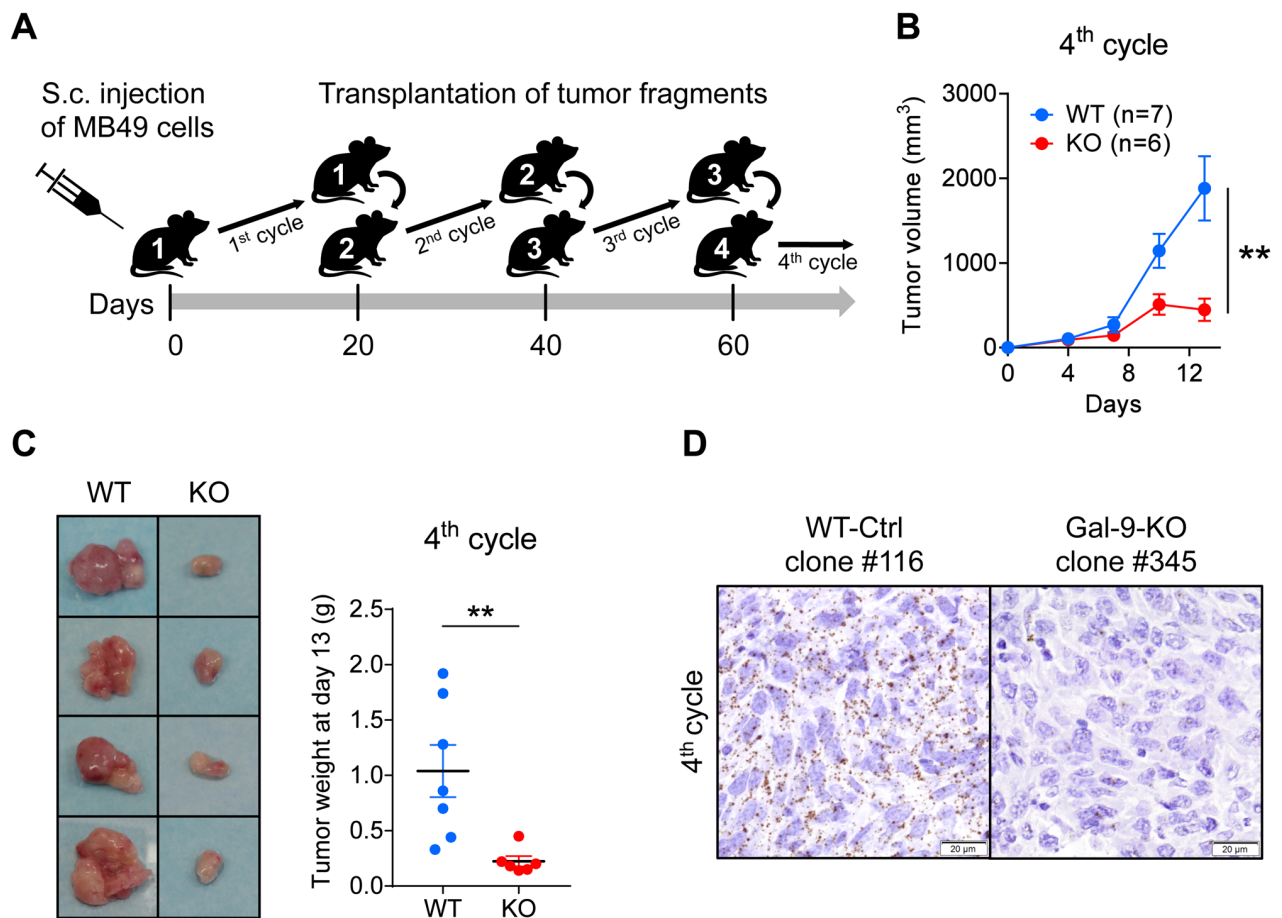 A
S.c. injection
of MB49 cells
Transplantation of tumor fragments
1
1st cycle
1
2
2nd cycle
2
3
3rd cycle
3
4
4th cycle
Days
0
20
40
60
B
4th cycle
Tumor volume (mm3)
3000
2000
1000
0
WT (n=7)
KO (n=6)
**
0
4
8
12
Days
C
WT
KO
4th cycle
Tumor weight at day 13 (g)
2.5
2.0
1.5
1.0
0.5
0.0
**
WT
KO
D
WT-Ctrl
clone #116
Gal-9-KO
clone #345
4th cycle
20 µm
20 µm